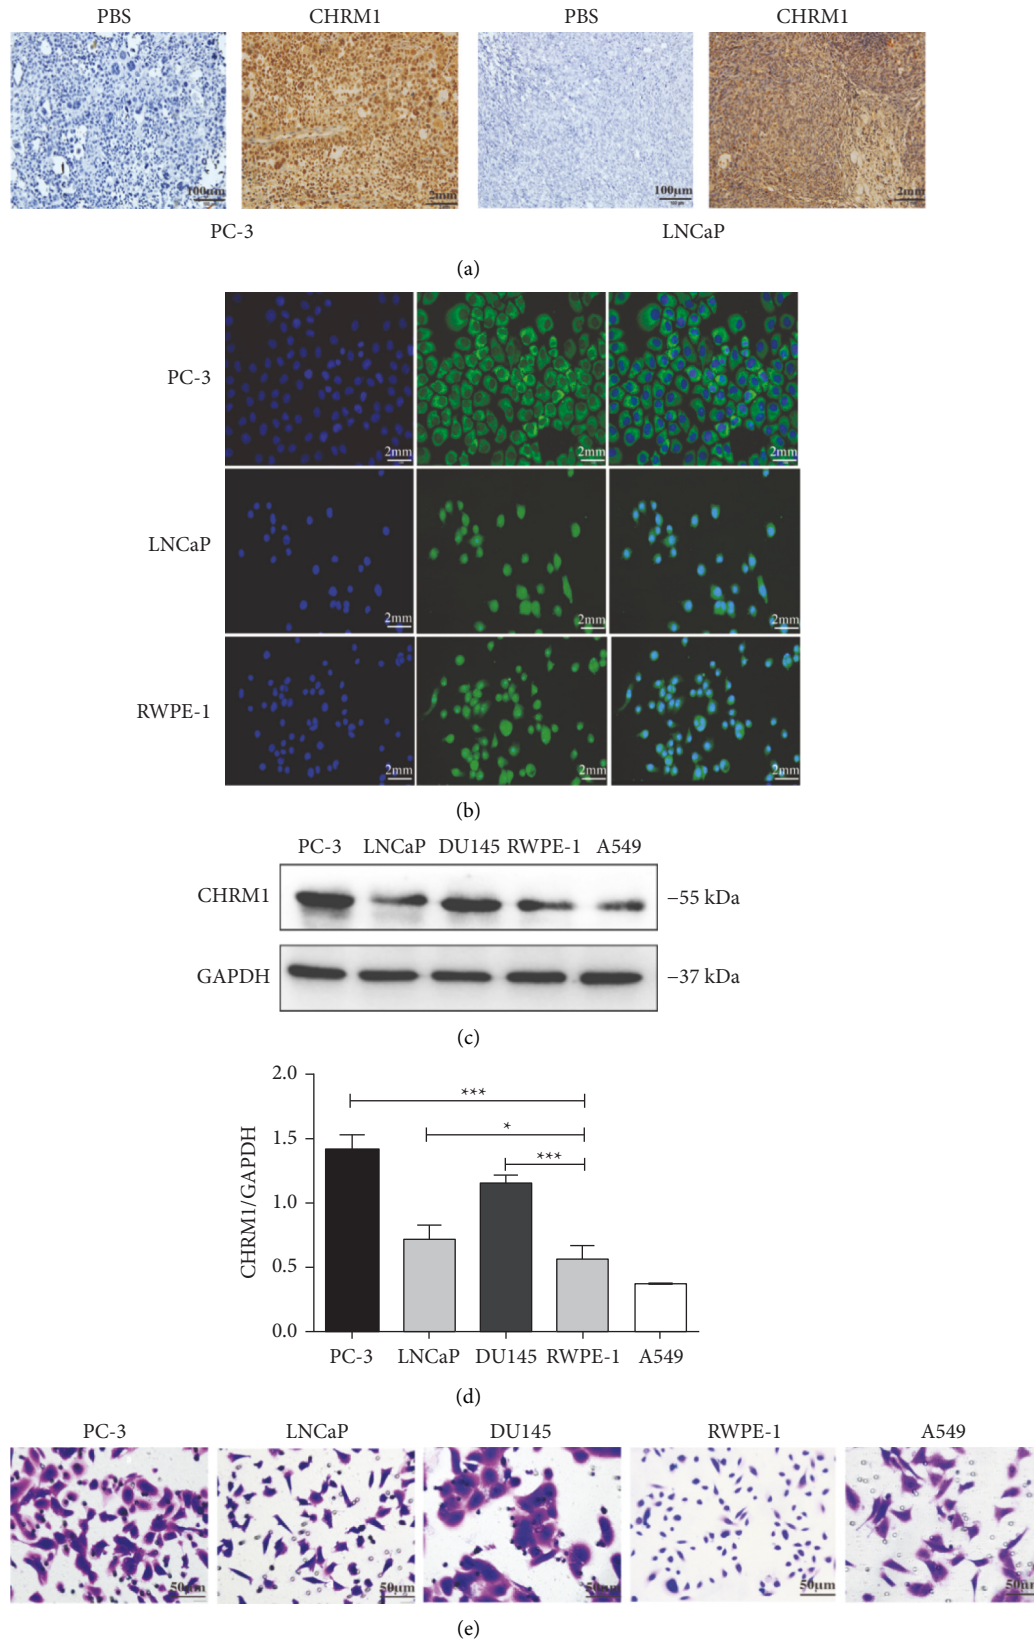 PBS CHRM1 PBS CHRM1
100µm 2mm 100µm 2mm
PC-3 LNCaP
(a)
PC-3
2mm 2mm 2mm
LNCaP
2mm 2mm 2mm
RWPE-1
2mm 2mm 2mm
(b)
PC-3 LNCaP DU145 RWPE-1 A549
CHRM1 –55 kDa
GAPDH –37 kDa
(c)
CHRM1/GAPDH
2.0
***
*
1.5
***
1.0
0.5
0.0
PC-3 LNCaP DU145 RWPE-1 A549
(d)
PC-3 LNCaP DU145 RWPE-1 A549
50µm 50µm 50µm 50µm 50µm
(e)